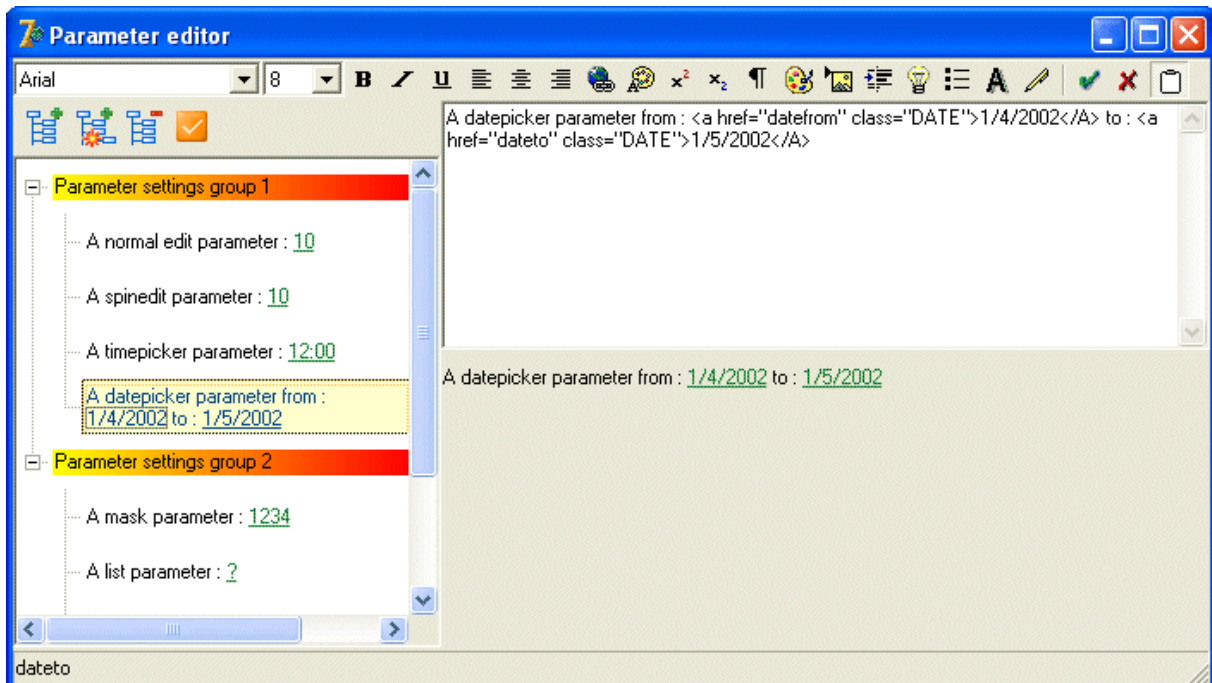 Parameter editor
Arial 8 B I U x² x₂ ¶ A
A datepicker parameter from : <a href="datefrom" class="DATE">1/4/2002</A> to : <a
href="dateto" class="DATE">1/5/2002</A>
Parameter settings group 1
A normal edit parameter : 10
A spinedit parameter : 10
A timepicker parameter : 12:00
A datepicker parameter from :
1/4/2002 to : 1/5/2002
Parameter settings group 2
A mask parameter : 1234
A list parameter : ?
A datepicker parameter from : 1/4/2002 to : 1/5/2002
dateto